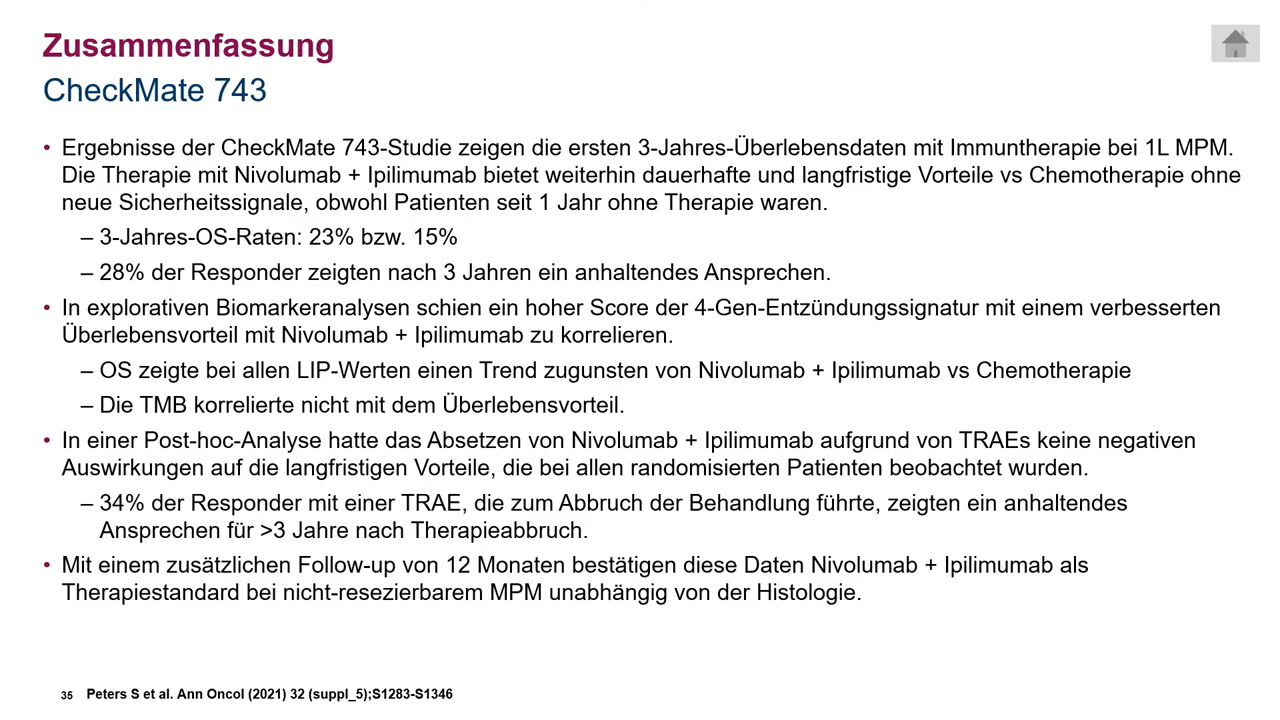 Zusammenfassung
CheckMate 743
• Ergebnisse der CheckMate 743-Studie zeigen die ersten 3-Jahres-Überlebensdaten mit Immuntherapie bei 1L MPM.
Die Therapie mit Nivolumab + Ipilimumab bietet weiterhin dauerhafte und langfristige Vorteile vs Chemotherapie ohne
neue Sicherheitssignale, obwohl Patienten seit 1 Jahr ohne Therapie waren.
– 3-Jahres-OS-Raten: 23% bzw. 15%
– 28% der Responder zeigten nach 3 Jahren ein anhaltendes Ansprechen.
• In explorativen Biomarkeranalysen schien ein hoher Score der 4-Gen-Entzündungssignatur mit einem verbesserten
Überlebensvorteil mit Nivolumab + Ipilimumab zu korrelieren.
– OS zeigte bei allen LIP-Werten einen Trend zugunsten von Nivolumab + Ipilimumab vs Chemotherapie
– Die TMB korrelierte nicht mit dem Überlebensvorteil.
• In einer Post-hoc-Analyse hatte das Absetzen von Nivolumab + Ipilimumab aufgrund von TRAEs keine negativen
Auswirkungen auf die langfristigen Vorteile, die bei allen randomisierten Patienten beobachtet wurden.
– 34% der Responder mit einer TRAE, die zum Abbruch der Behandlung führte, zeigten ein anhaltendes
Ansprechen für >3 Jahre nach Therapieabbruch.
• Mit einem zusätzlichen Follow-up von 12 Monaten bestätigen diese Daten Nivolumab + Ipilimumab als
Therapiestandard bei nicht-resezierbarem MPM unabhängig von der Histologie.
35 Peters S et al. Ann Oncol (2021) 32 (suppl_5);S1283-S1346